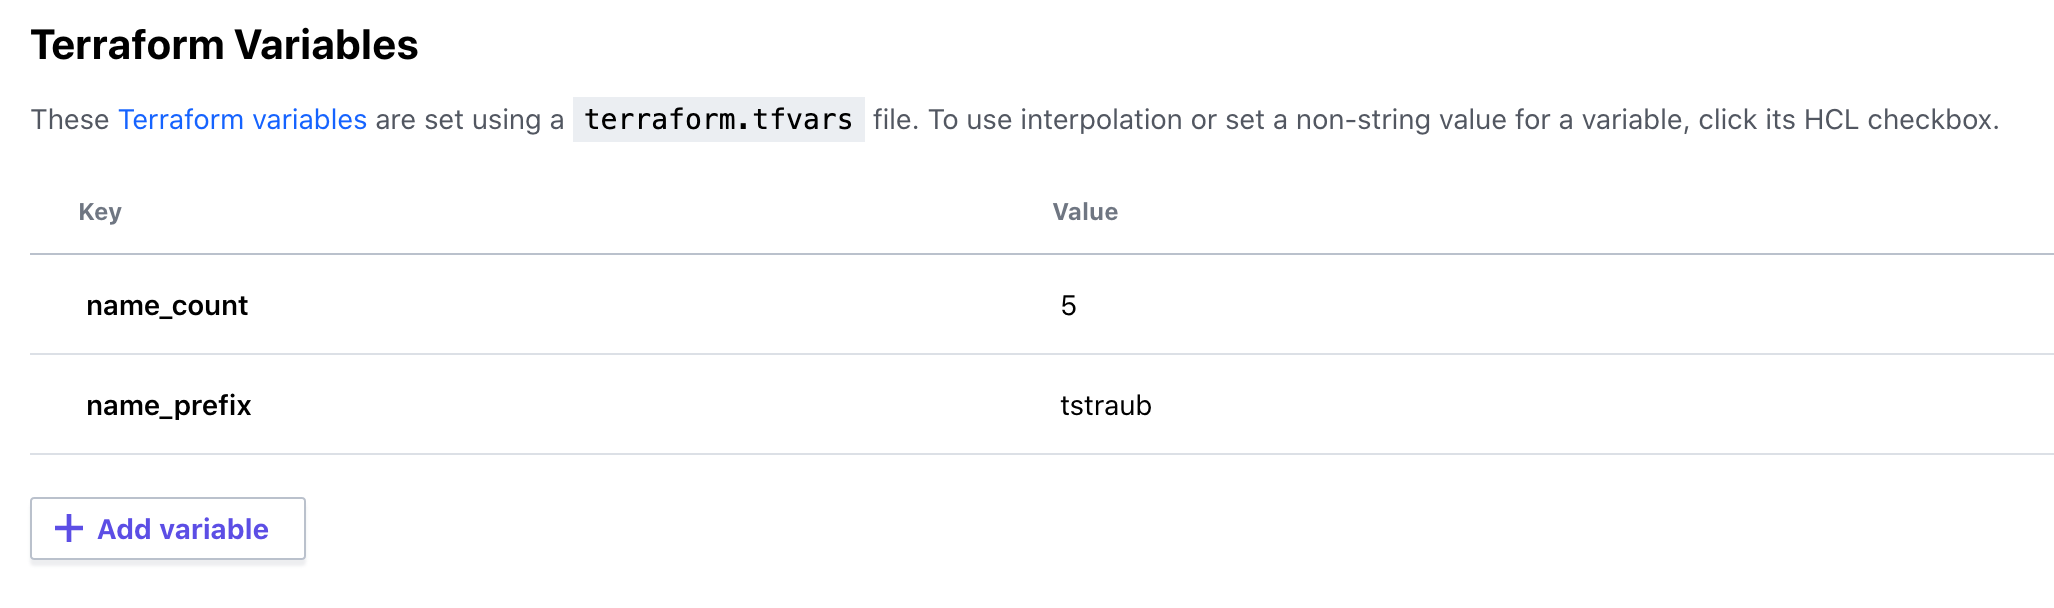 Terraform Variables
These Terraform variables are set using a terraform.tfvars file. To use interpolation or set a non-string value for a variable, click its HCL checkbox.
Key Value
name_count 5
name_prefix tstraub
+ Add variable